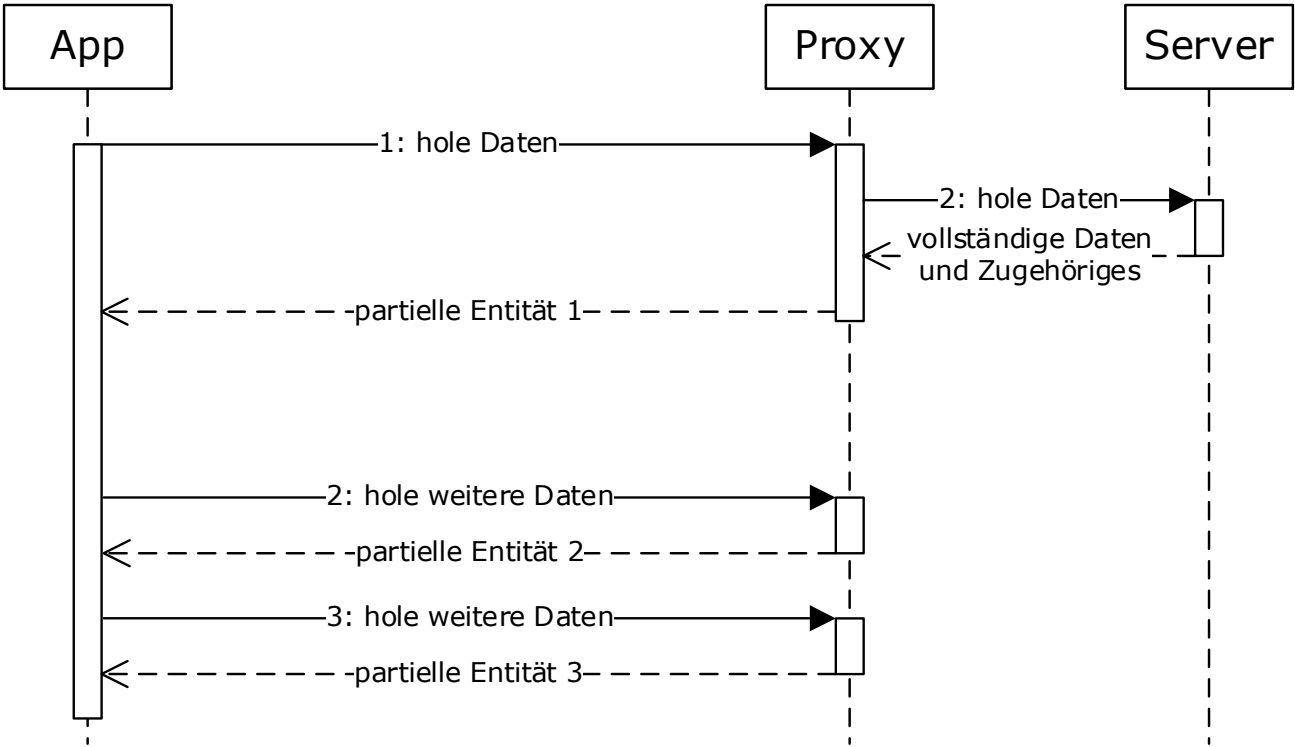 App
Proxy
Server
1: hole Daten
2: hole Daten
vollständige Daten
und Zugehöriges
partielle Entität 1
2: hole weitere Daten
partielle Entität 2
3: hole weitere Daten
partielle Entität 3